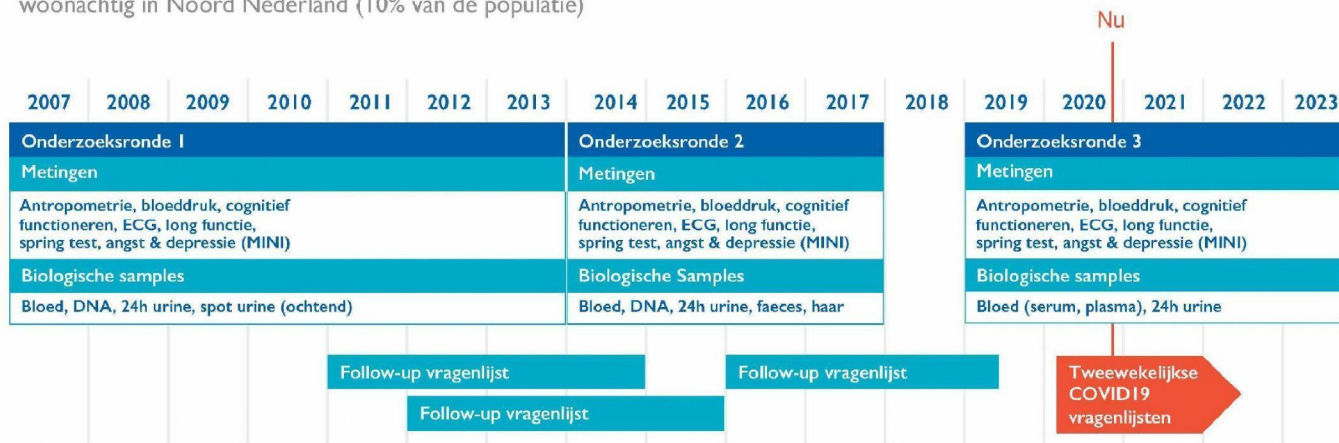 woonachtig in Noord Nederland (10% van de populatie)
Nu
2007 2008 2009 2010 2011 2012 2013 2014 2015 2016 2017 2018 2019 2020 2021 2022 2023
Onderzoeksronde 1
Metingen
Antropometrie, bloeddruk, cognitief
functioneren, ECG, long functie,
spring test, angst & depressie (MINI)
Biologische samples
Bloed, DNA, 24h urine, spot urine (ochtend)
Onderzoeksronde 2
Metingen
Antropometrie, bloeddruk, cognitief
functioneren, ECG, long functie,
spring test, angst & depressie (MINI)
Biologische Samples
Bloed, DNA, 24h urine, faeces, haar
Onderzoeksronde 3
Metingen
Antropometrie, bloeddruk, cognitief
functioneren, ECG, long functie,
spring test, angst & depressie (MINI)
Biologische samples
Bloed (serum, plasma), 24h urine
Follow-up vragenlijst
Follow-up vragenlijst
Follow-up vragenlijst
Tweewekelijkse
COVID19
vragenlijsten